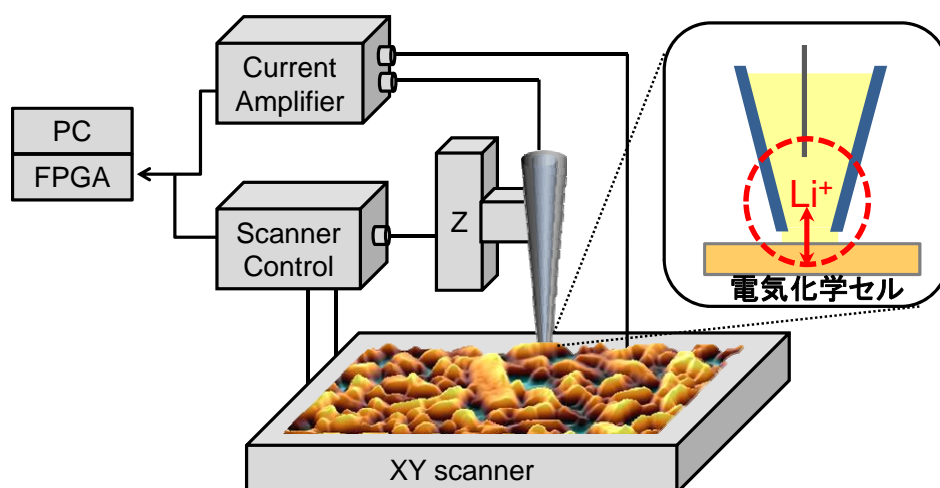 Current
Amplifier
PC
FPGA
Scanner
Control
Z
Li⁺
電気化学セル
XY scanner